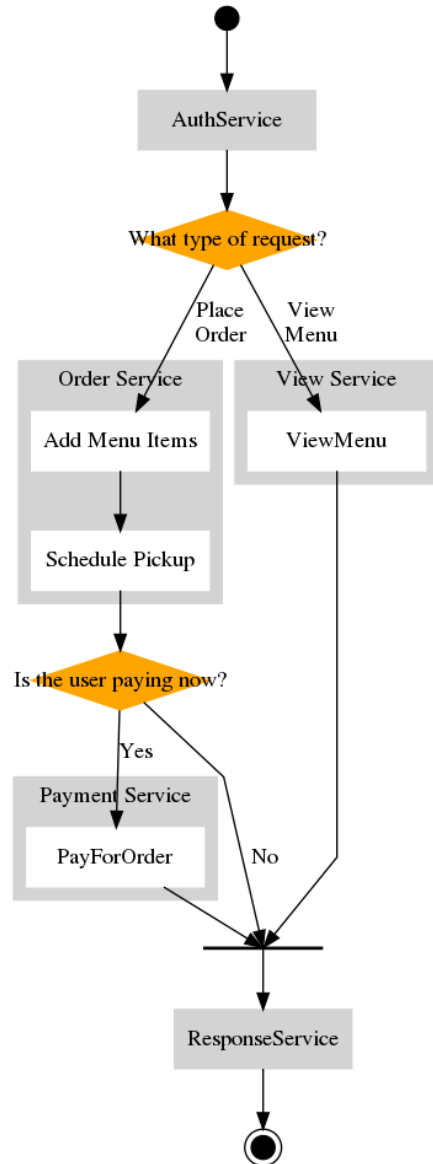 AuthService
What type of request?
Place
Order
View
Menu
Order Service
View Service
Add Menu Items
ViewMenu
Schedule Pickup
Is the user paying now?
Yes
Payment Service
PayForOrder
No
ResponseService